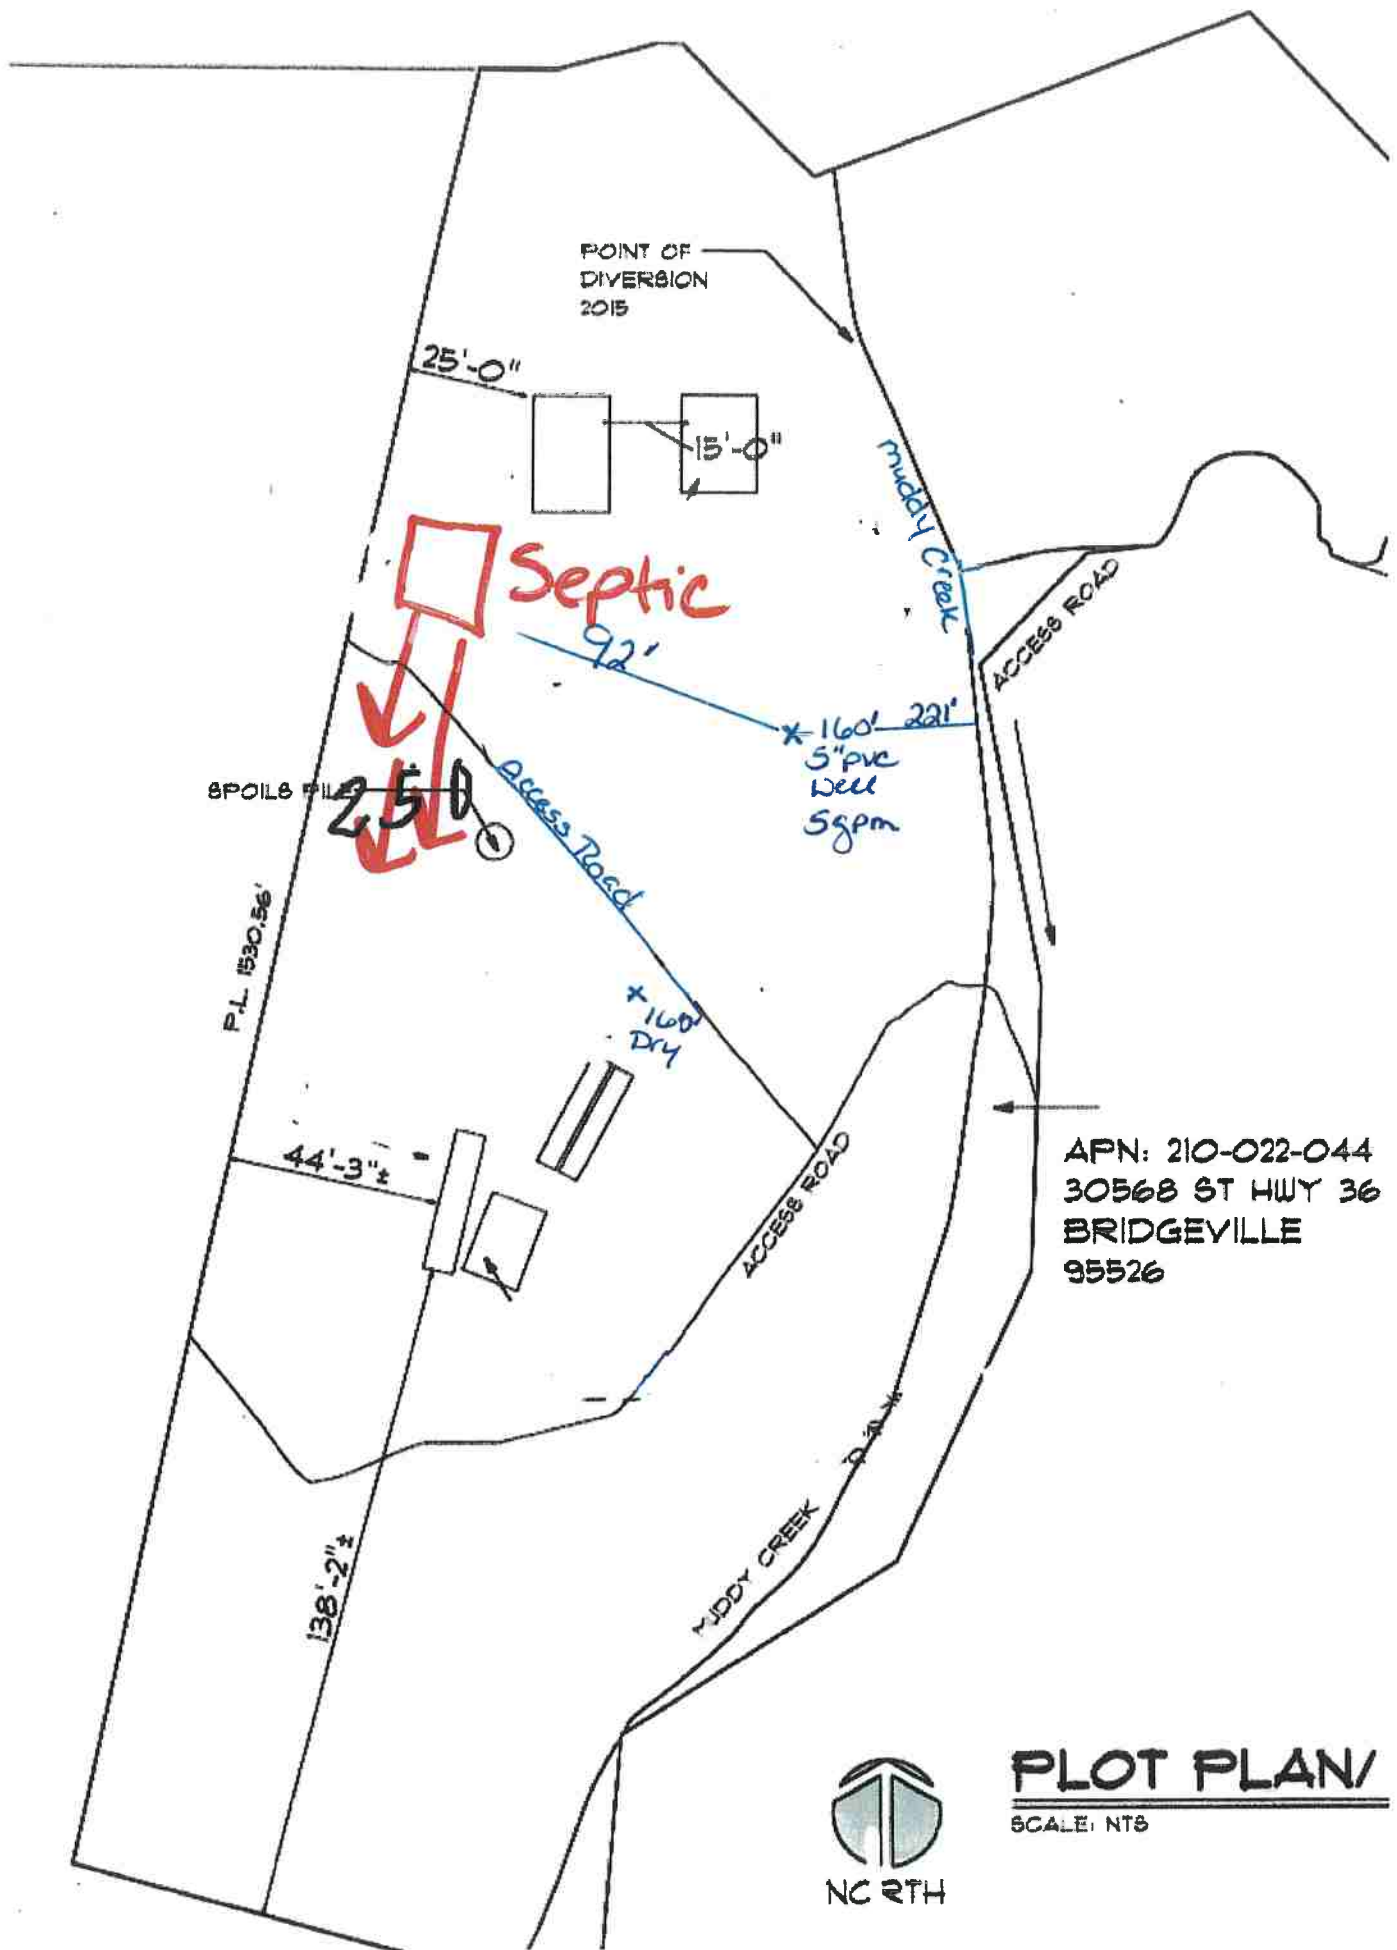 POINT OF
DIVERSION
2015
25'-0"
15'-0"
muddy Creek
Septic
ACCESS ROAD
92'
160'
221'
5" PVC
Well
5gpm
SPOILS PILE
250
Access Road
P.L. 1530.56'
160'
Dry
44'-3"±
ACCESS ROAD
APN: 210-022-044
30568 ST HWY 36
BRIDGEVILLE
95526
138'-2"±
MUDDY CREEK
PLOT PLAN/
SCALE: NTS
NORTH